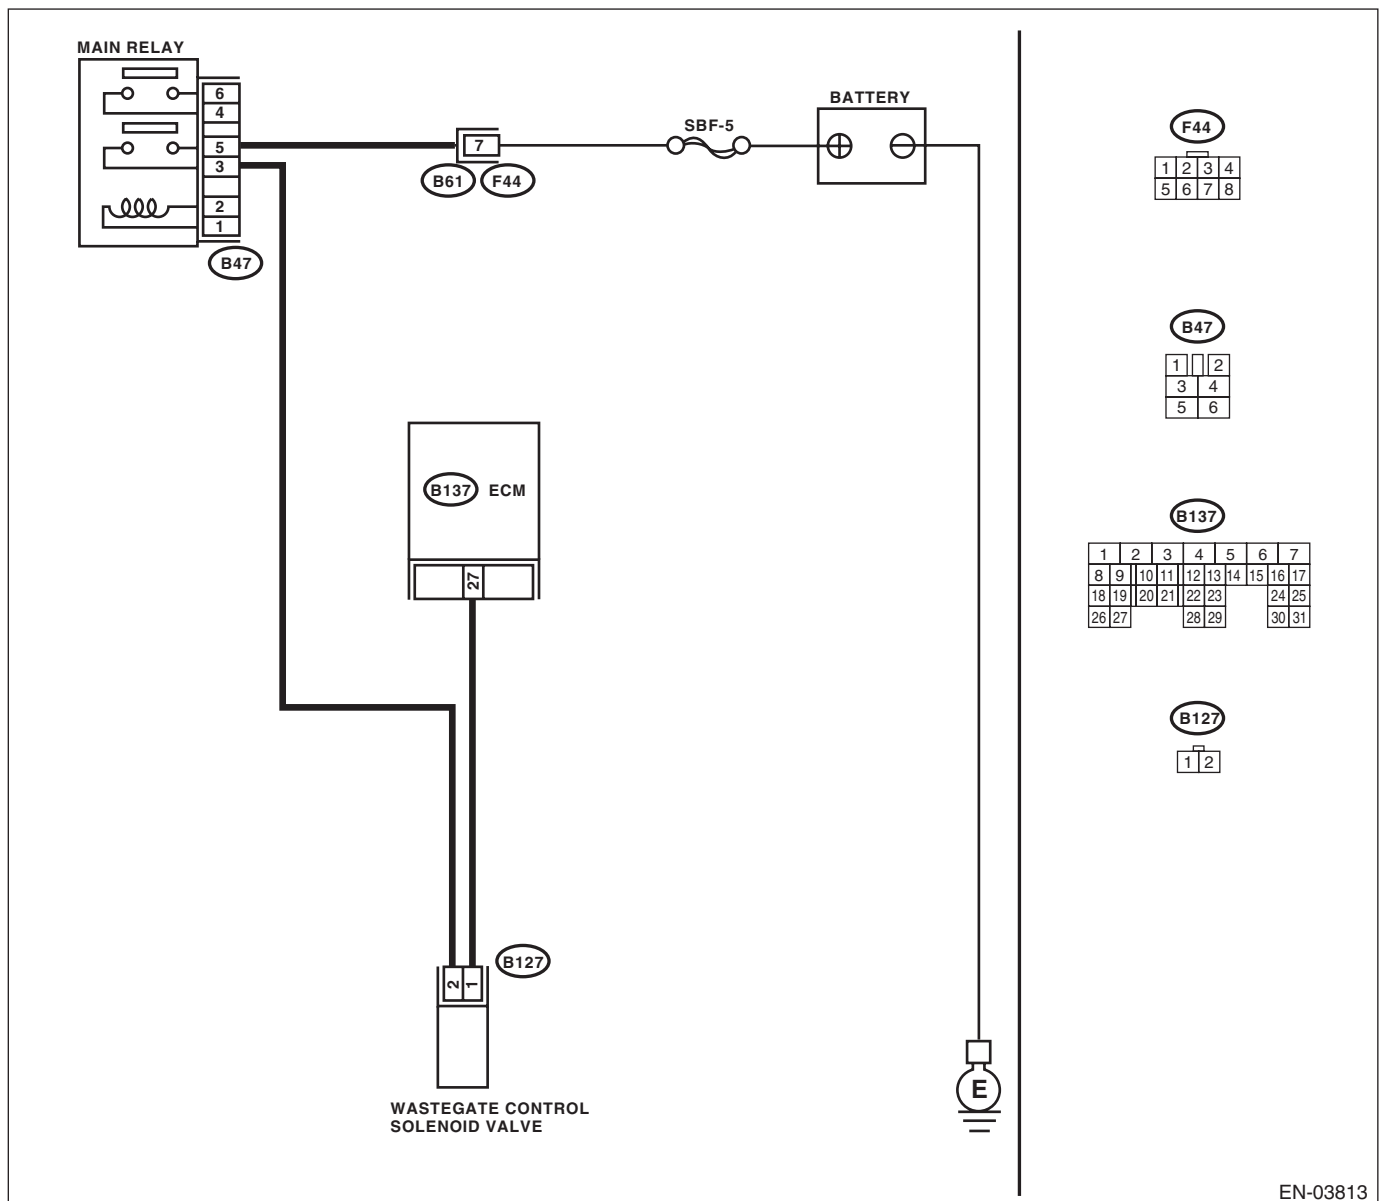 MAIN RELAY
6
4
5
3
2
1
B47
7
B61 F44
SBF-5
BATTERY
B137 ECM
27
B127
2 1
WASTEGATE CONTROL
SOLENOID VALVE
E
F44
1 2 3 4
5 6 7 8
B47
1 2
3 4
5 6
B137
1 2 3 4 5 6 7
8 9 10 11 12 13 14 15 16 17
18 19 20 21 22 23 24 25
26 27 28 29 30 31
B127
1 2
EN-03813